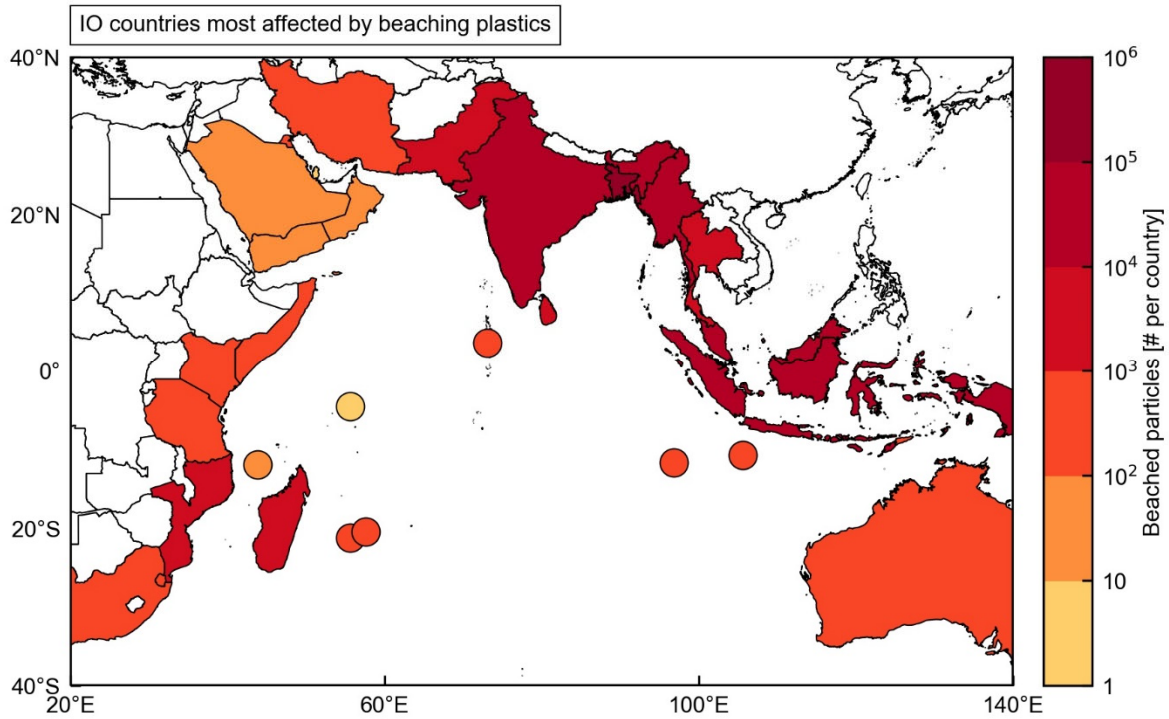 IO countries most affected by beaching plastics
40°N
20°N
0°
20°S
40°S
20°E
60°E
100°E
140°E
10⁶
10⁵
10⁴
10³
10²
10
1
Beached particles [# per country]